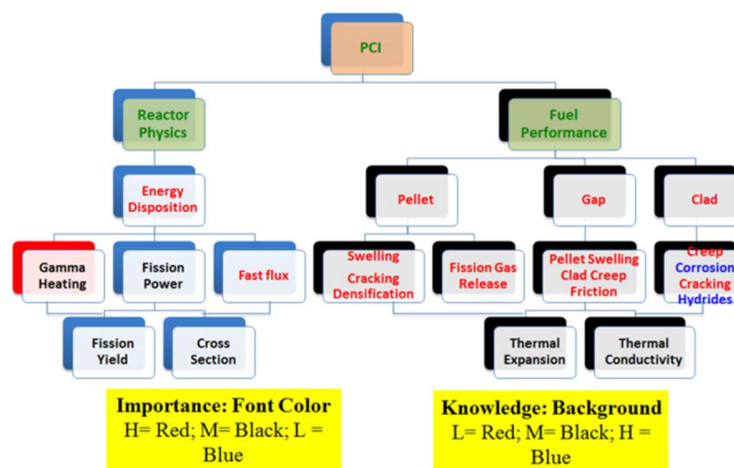 PCI
Reactor
Physics
Fuel
Performance
Energy
Disposition
Pellet
Gap
Clad
Gamma
Heating
Fission
Power
Fast flux
Swelling
Cracking
Densification
Fission Gas
Release
Pellet Swelling
Clad Creep
Friction
Creep
Corrosion
Cracking
Hydrides
Fission
Yield
Cross
Section
Thermal
Expansion
Thermal
Conductivity
Importance: Font Color
H= Red; M= Black; L =
Blue
Knowledge: Background
L= Red; M= Black; H =
Blue